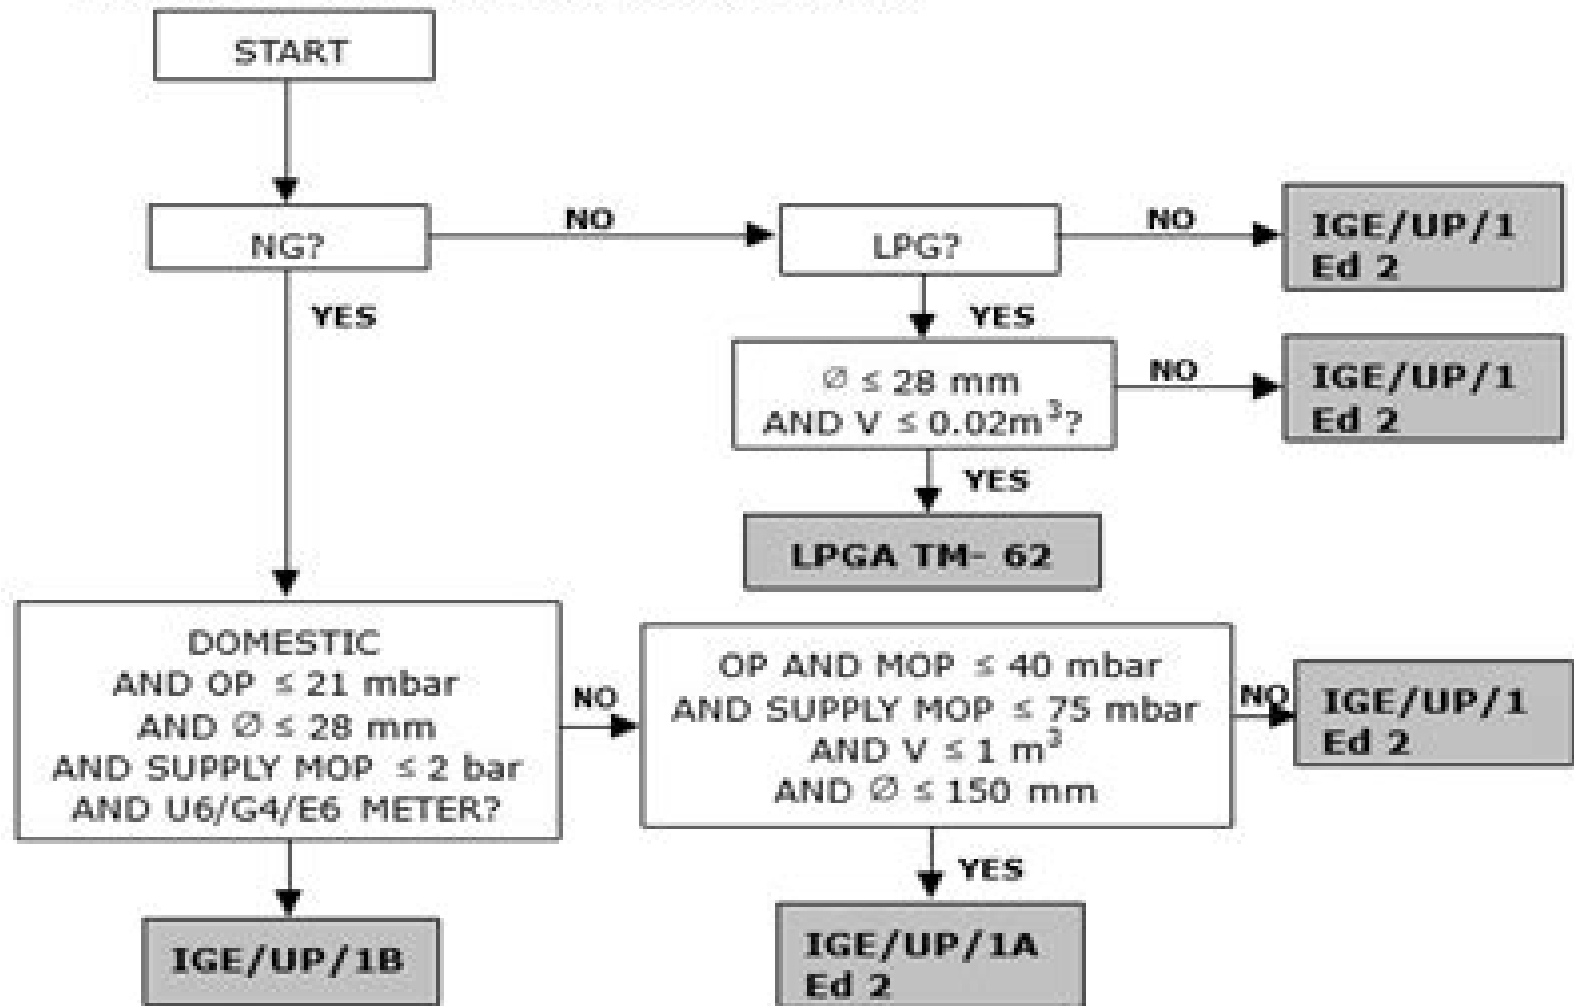 START
NG?
NO
LPG?
NO
IGE/UP/1
Ed 2
YES
YES
∅ ≤ 28 mm
AND V ≤ 0.02m³?
NO
IGE/UP/1
Ed 2
YES
LPGA TM- 62
DOMESTIC
AND OP ≤ 21 mbar
AND ∅ ≤ 28 mm
AND SUPPLY MOP ≤ 2 bar
AND U6/G4/E6 METER?
NO
OP AND MOP ≤ 40 mbar
AND SUPPLY MOP ≤ 75 mbar
AND V ≤ 1 m³
AND ∅ ≤ 150 mm
NO
IGE/UP/1
Ed 2
YES
IGE/UP/1B
IGE/UP/1A
Ed 2